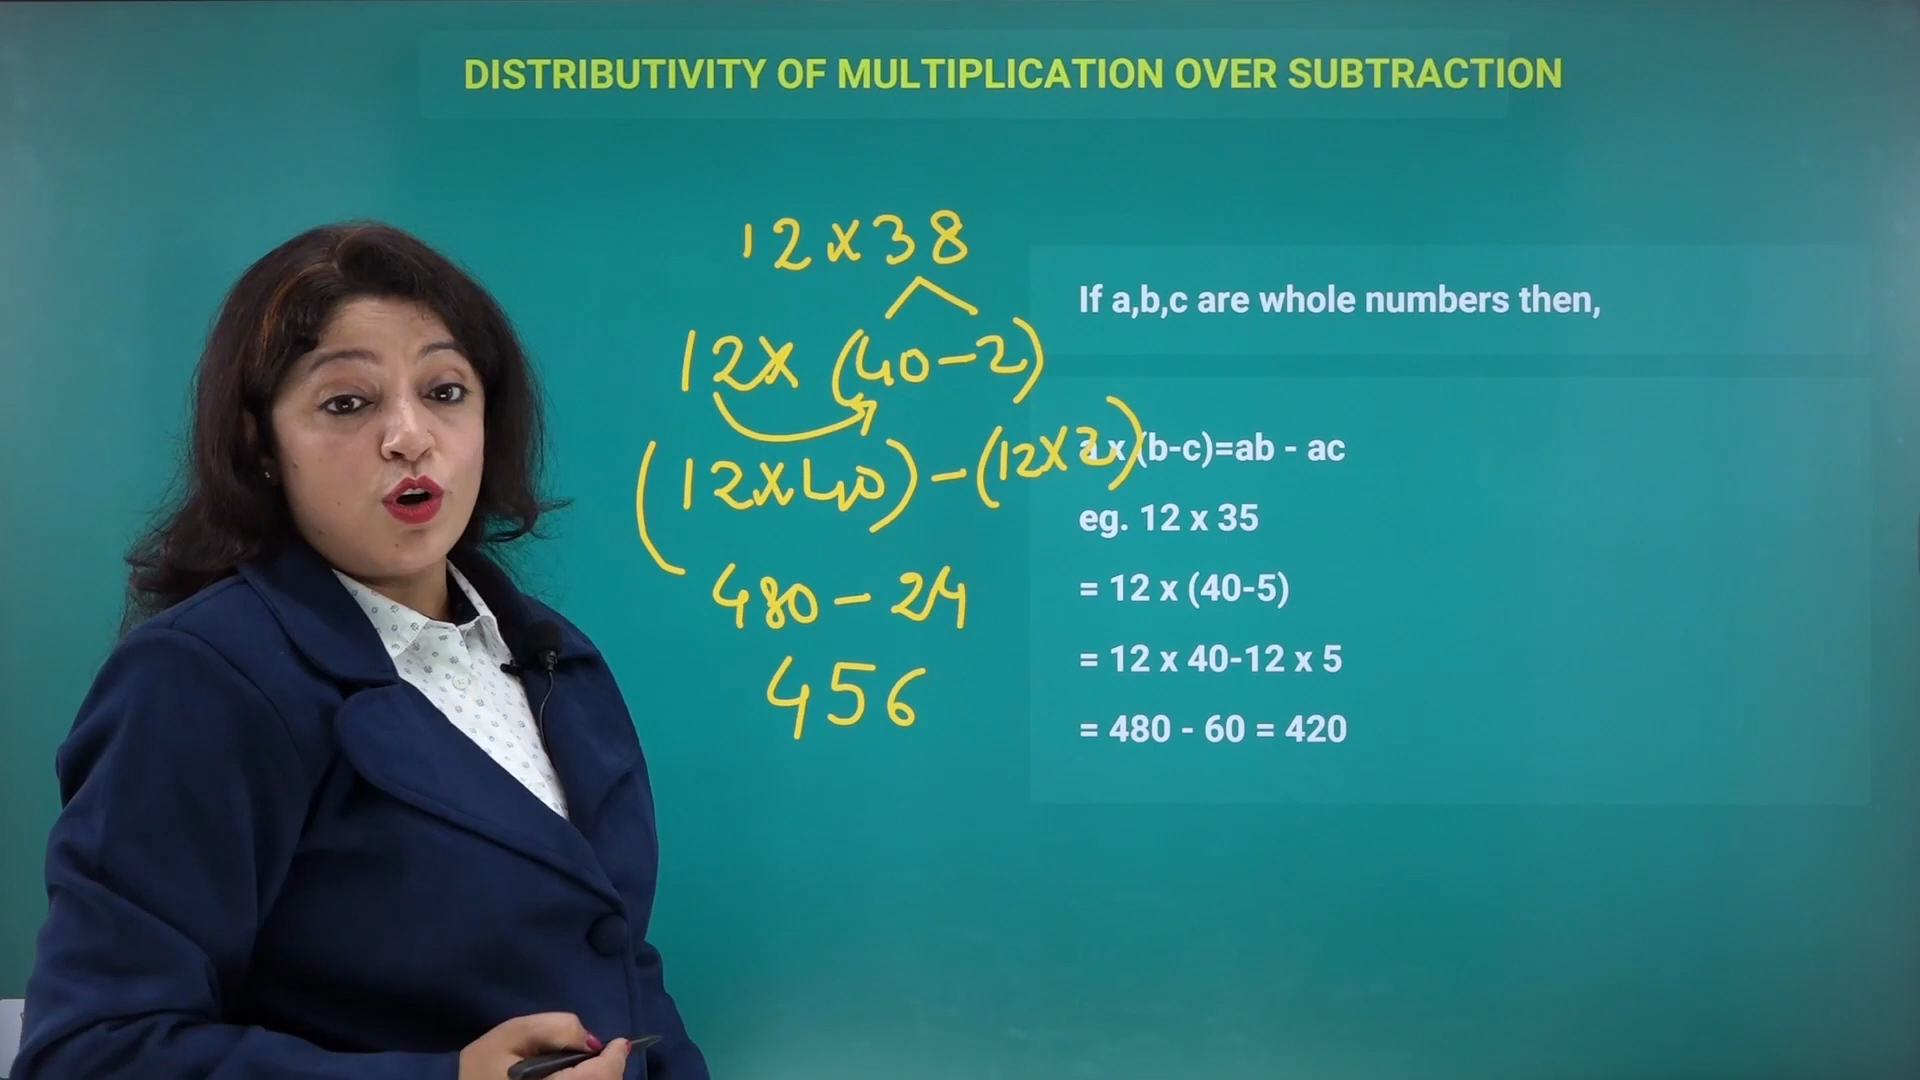 DISTRIBUTIVITY OF MULTIPLICATION OVER SUBTRACTION
12x38
12x (40-2)
(12x40)-(12x2)
480-24
456
If a,b,c are whole numbers then,
a x (b-c)=ab - ac
eg. 12 x 35
= 12 x (40-5)
= 12 x 40-12 x 5
= 480 - 60 = 420